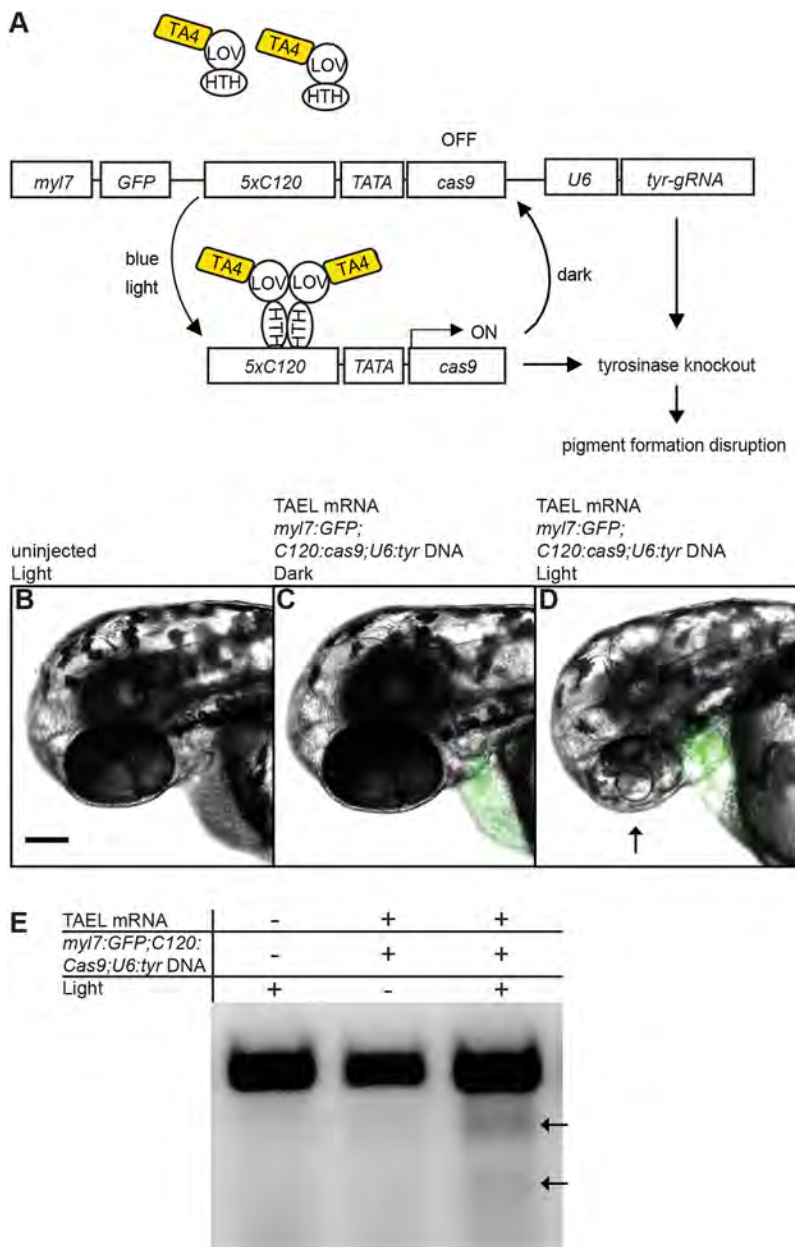 A
TA4
LOV
HTH
TA4
LOV
HTH
OFF
myl7 GFP 5xC120 TATA cas9 U6 tyr-gRNA
blue
light
TA4
LOV LOV
TA4
HTH HTH
dark
ON
5xC120 TATA cas9
tyrosinase knockout
pigment formation disruption
uninjected
Light
TAEL mRNA
myl7:GFP;
C120:cas9;U6:tyr DNA
Dark
TAEL mRNA
myl7:GFP;
C120:cas9;U6:tyr DNA
Light
B
C
D
E
TAEL mRNA - + +
myl7:GFP;C120:
Cas9;U6:tyr DNA - + +
Light + - +